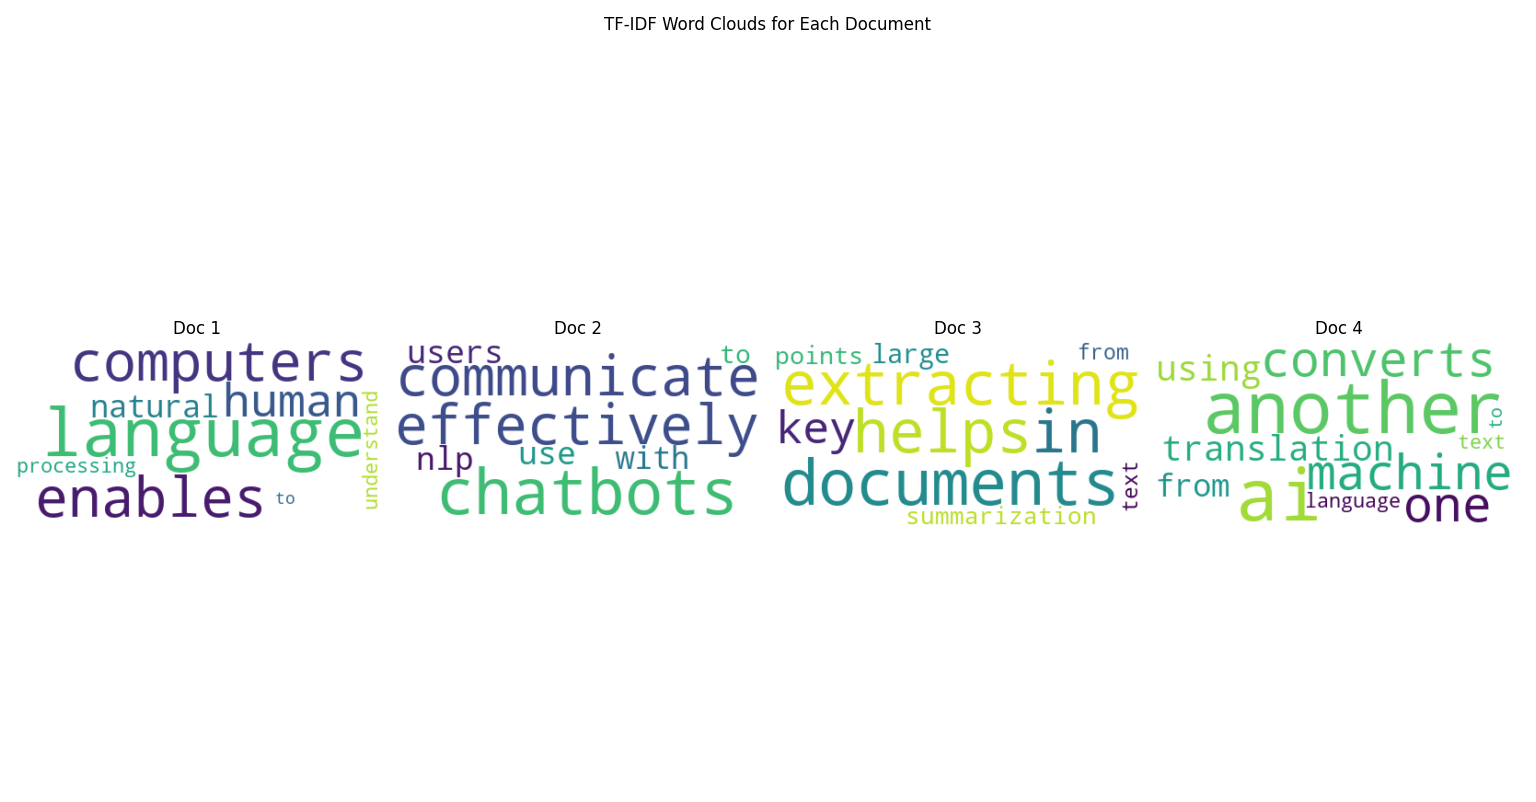 TF-IDF Word Clouds for Each Document
Doc 1
computers
natural human
language
understand
processing
enables to
Doc 2
users to
communicate
effectively
nlp use with
chatbots
Doc 3
points large from
extracting
key helps in
documents
text
summarization
Doc 4
using converts
another
to
translation text
from machine
ai language one